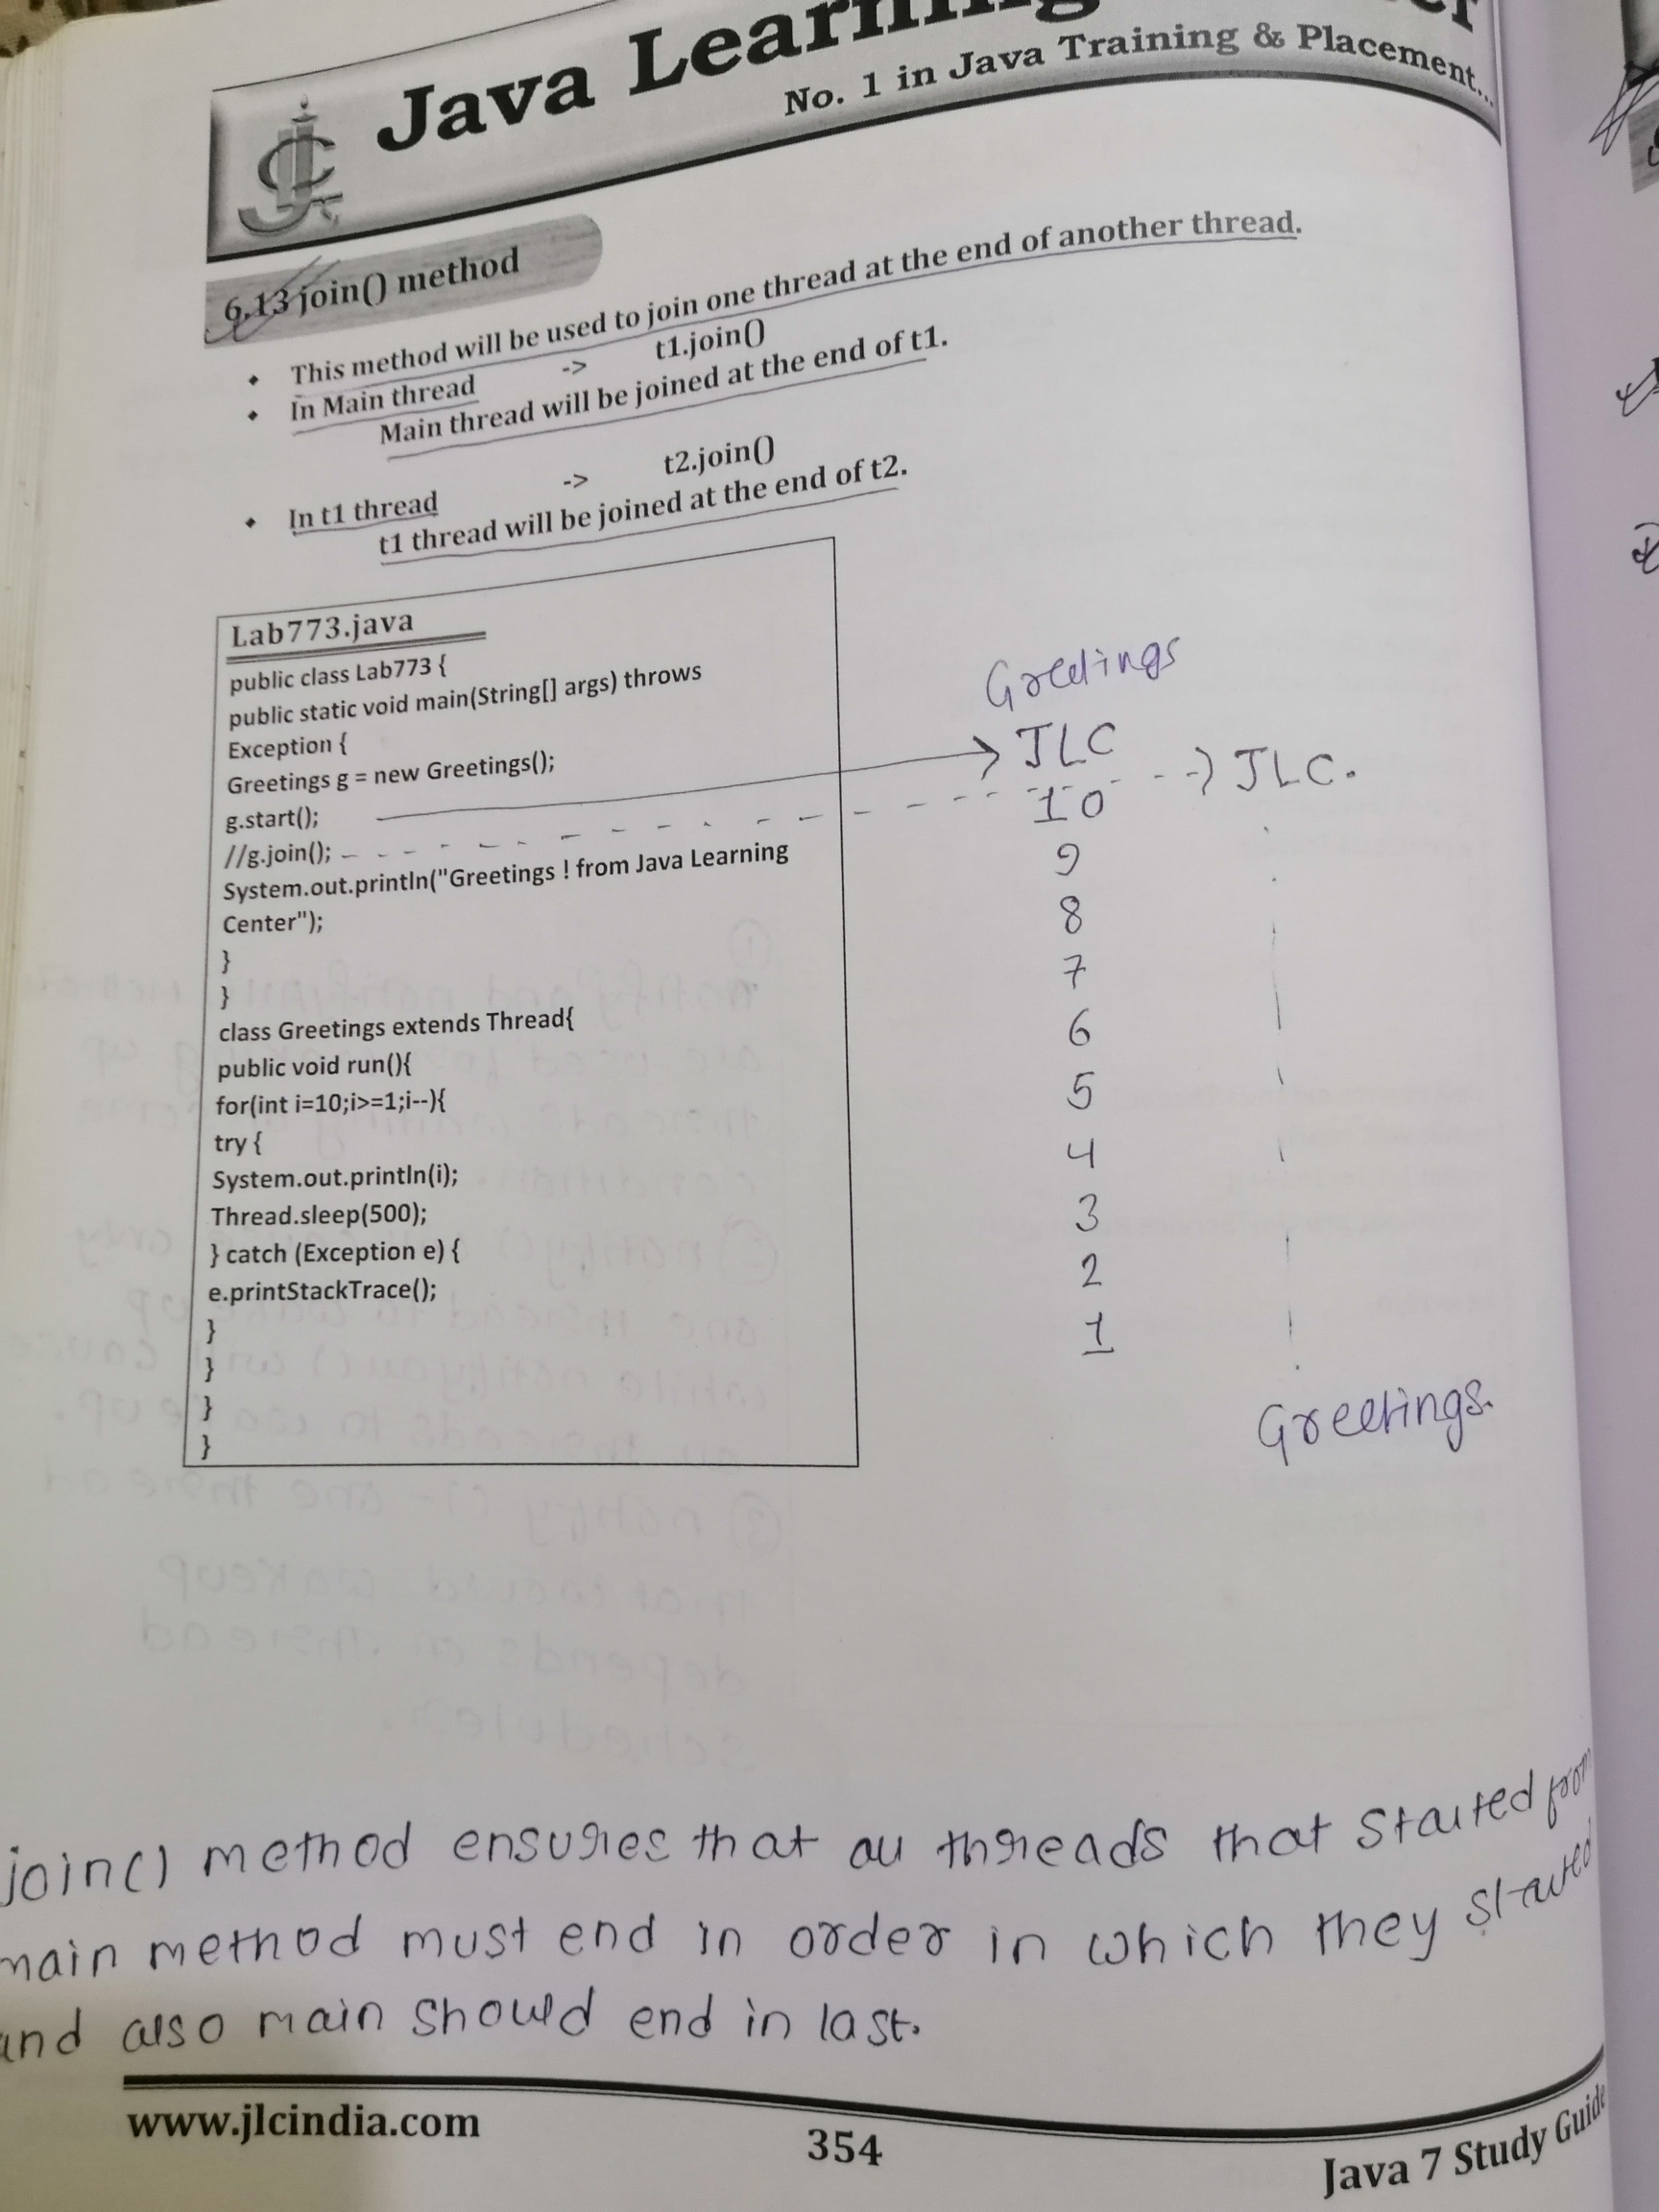 Java Learning
No. 1 in Java Training & Placement...
6.13 join() method
• This method will be used to join one thread at the end of another thread.
• In Main thread -> t1.join()
Main thread will be joined at the end of t1.
• In t1 thread -> t2.join()
t1 thread will be joined at the end of t2.
Lab773.java
public class Lab773 {
public static void main(String[] args) throws
Exception {
Greetings g = new Greetings();
g.start();
//g.join();
System.out.println("Greetings ! from Java Learning
Center");
}
}
class Greetings extends Thread{
public void run(){
for(int i=10;i>=1;i--){
try {
System.out.println(i);
Thread.sleep(500);
} catch (Exception e) {
e.printStackTrace();
}
}
}
}
Greetings
JLC
10
9
8
7
6
5
4
3
2
1
JLC.
Greetings.
join() method ensures that all threads that started from
main method must end in order in which they started
and also main should end in last.
www.jlcindia.com
354
Java 7 Study Guide